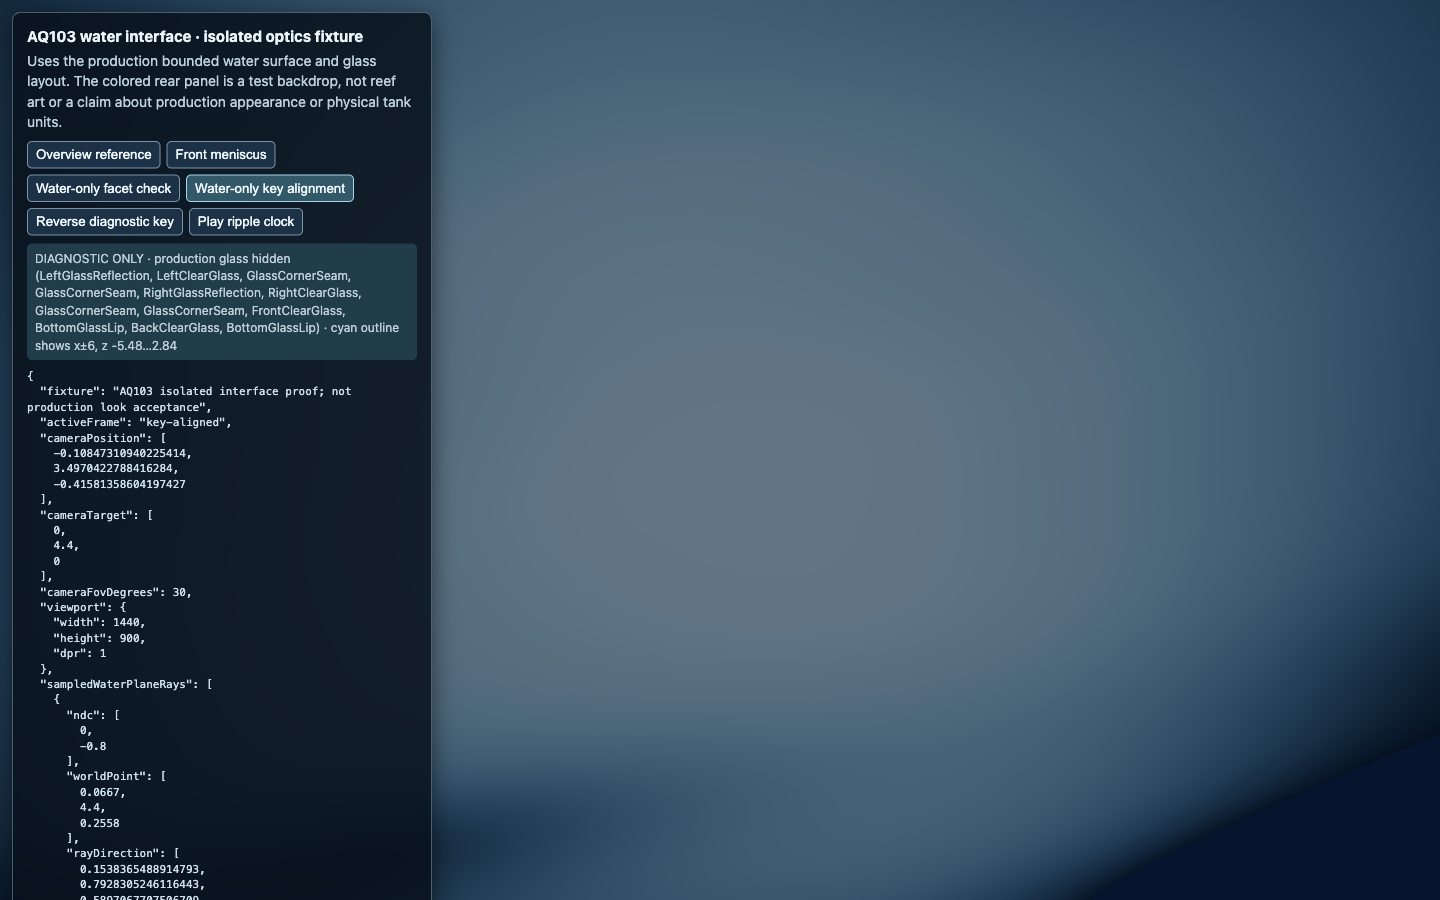 AQ103 water interface · isolated optics fixture
Uses the production bounded water surface and glass
layout. The colored rear panel is a test backdrop, not reef
art or a claim about production appearance or physical tank
units.
Overview reference Front meniscus
Water-only facet check Water-only key alignment
Reverse diagnostic key Play ripple clock
DIAGNOSTIC ONLY · production glass hidden
(LeftGlassReflection, LeftClearGlass, GlassCornerSeam,
GlassCornerSeam, RightGlassReflection, RightClearGlass,
GlassCornerSeam, GlassCornerSeam, FrontClearGlass,
BottomGlassLip, BackClearGlass, BottomGlassLip) · cyan outline
shows x±6, z -5.48…2.84
{
"fixture": "AQ103 isolated interface proof; not
production look acceptance",
"activeFrame": "key-aligned",
"cameraPosition": [
-0.10847310940225414,
3.4970422788416284,
-0.41581358604197427
],
"cameraTarget": [
0,
4.4,
0
],
"cameraFovDegrees": 30,
"viewport": {
"width": 1440,
"height": 900,
"dpr": 1
},
"sampledWaterPlaneRays": [
{
"ndc": [
0,
-0.8
],
"worldPoint": [
0.0667,
4.4,
0.2558
],
"rayDirection": [
0.1538365488914793,
0.7928305246116443,